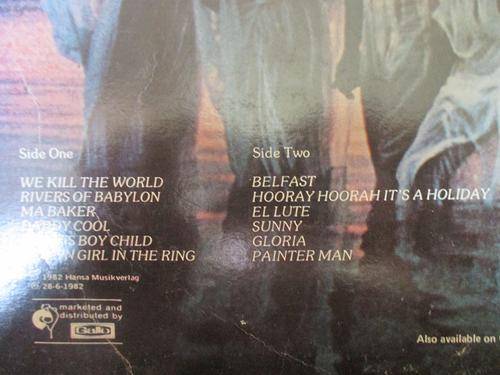 Side One
WE KILL THE WORLD
RIVERS OF BABYLON
MA BAKER
COOL
BOY CHILD
GIRL IN THE RING
Side Two
BELFAST
HOORAY HOORAH IT'S A HOLIDAY
EL LUTE
SUNNY
GLORIA
PAINTER MAN
1982 Hansa Musikverlag
28-6-1982
marketed and
distributed by
Gallo
Also available on